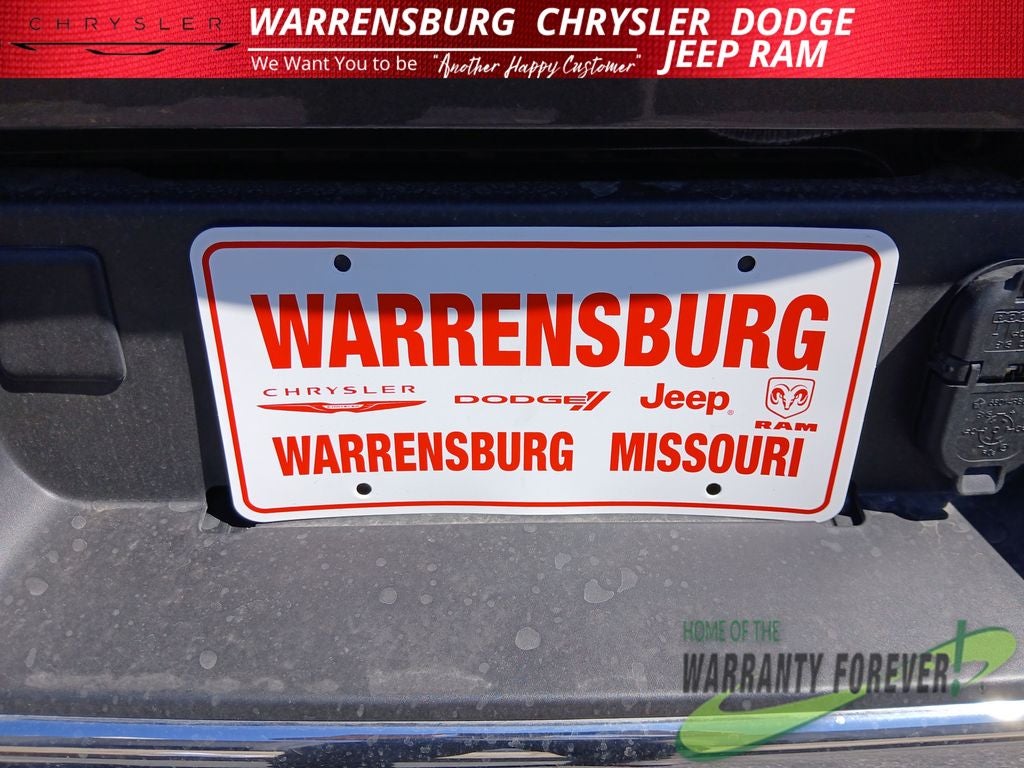 CHRYSLER
WARRENSBURG CHRYSLER DODGE
JEEP RAM
We Want You to be "Another Happy Customer"
WARRENSBURG
CHRYSLER DODGE Jeep RAM
WARRENSBURG MISSOURI
HOME OF THE
WARRANTY FOREVER!